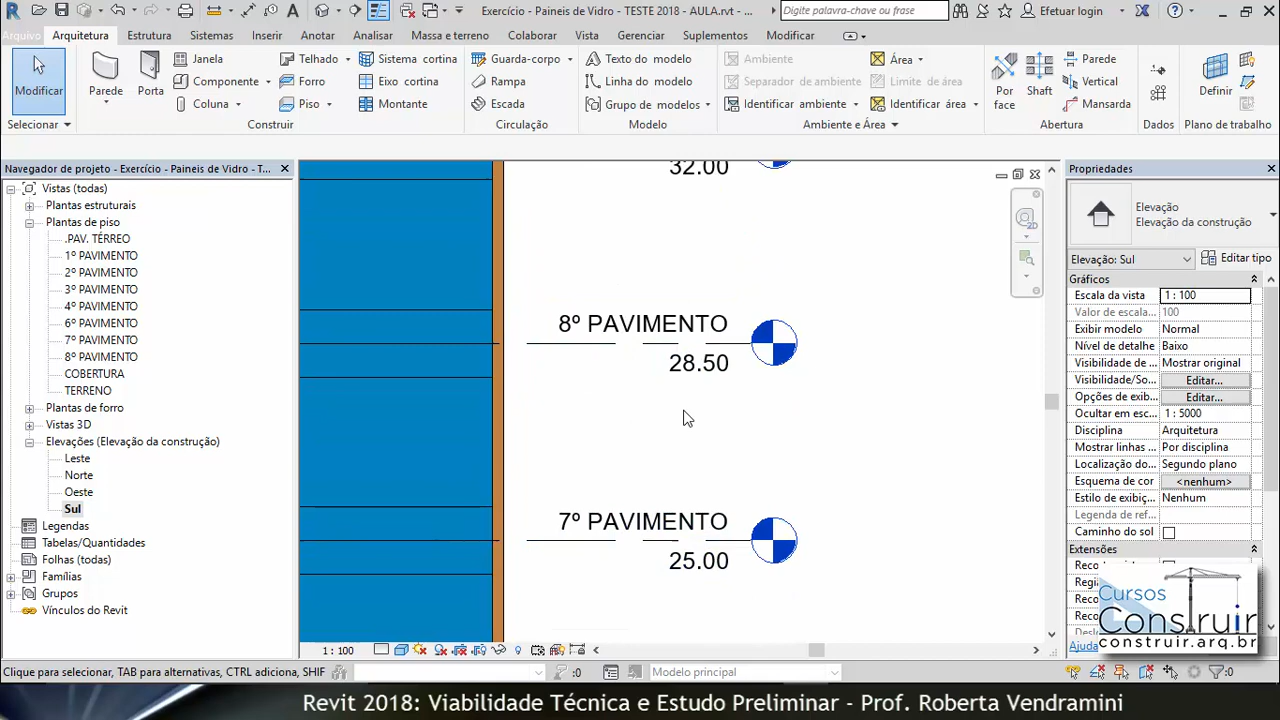 Exercício - Paineis de Vidro - TESTE 2018 - AULA.rvt - ...
Digite palavra-chave ou frase
Efetuar login
Arquivo Arquitetura Estrutura Sistemas Inserir Anotar Analisar Massa e terreno Colaborar Vista Gerenciar Suplementos Modificar
Modificar
Selecionar
Parede
Porta
Janela
Componente
Coluna
Telhado
Forro
Piso
Sistema cortina
Eixo cortina
Montante
Construir
Guarda-corpo
Rampa
Escada
Circulação
Texto do modelo
Linha do modelo
Grupo de modelos
Modelo
Ambiente
Separador de ambiente
Identificar ambiente
Área
Limite de área
Identificar área
Ambiente e Área
Por face
Shaft
Parede
Vertical
Mansarda
Abertura
Dados
Definir
Plano de trabalho
Navegador de projeto - Exercício - Paineis de Vidro - T...
Vistas (todas)
Plantas estruturais
Plantas de piso
.PAV. TÉRREO
1º PAVIMENTO
2º PAVIMENTO
3º PAVIMENTO
4º PAVIMENTO
6º PAVIMENTO
7º PAVIMENTO
8º PAVIMENTO
COBERTURA
TERRENO
Plantas de forro
Vistas 3D
Elevações (Elevação da construção)
Leste
Norte
Oeste
Sul
Legendas
Tabelas/Quantidades
Folhas (todas)
Famílias
Grupos
Vínculos do Revit
32.00
8º PAVIMENTO
28.50
7º PAVIMENTO
25.00
2D
Propriedades
Elevação
Elevação da construção
Elevação: Sul
Editar tipo
Gráficos
Escala da vista 1 : 100
Valor de escala... 100
Exibir modelo Normal
Nível de detalhe Baixo
Visibilidade de ... Mostrar original
Visibilidade/So... Editar...
Opções de exib... Editar...
Ocultar em esc... 1 : 5000
Disciplina Arquitetura
Mostrar linhas ... Por disciplina
Localização do... Segundo plano
Esquema de cor <nenhum>
Estilo de exibiç... Nenhum
Legenda de ref...
Caminho do sol
Extensões
Regi
Reco
Reco
Ajuda
Cursos
Construir
construir.arq.br
1 : 100
Clique para selecionar, TAB para alternativas, CTRL adicionar, SHIF
:0
Modelo principal
:0
Revit 2018: Viabilidade Técnica e Estudo Preliminar - Prof. Roberta Vendramini